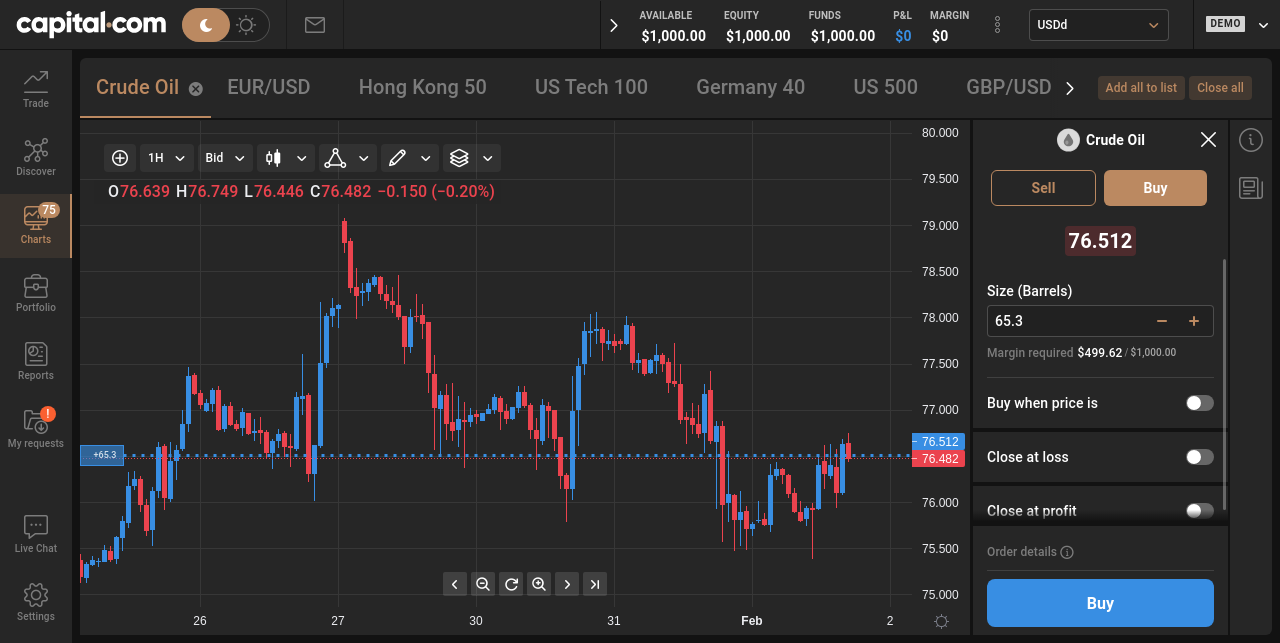 capital.com
AVAILABLE EQUITY FUNDS P&L MARGIN
$1,000.00 $1,000.00 $1,000.00 $0 $0
USDd
DEMO
Trade
Discover
75
Charts
Portfolio
Reports
!
My requests
Live Chat
Settings
Crude Oil EUR/USD Hong Kong 50 US Tech 100 Germany 40 US 500 GBP/USD
Add all to list Close all
1H Bid
O76.639 H76.749 L76.446 C76.482 −0.150 (−0.20%)
+65.3
80.000
79.500
79.000
78.500
78.000
77.500
77.000
76.512
76.482
76.000
75.500
75.000
26 27 30 31 Feb 2
Crude Oil
Sell Buy
76.512
Size (Barrels)
65.3 − +
Margin required $499.62 / $1,000.00
Buy when price is
Close at loss
Close at profit
Order details
Buy